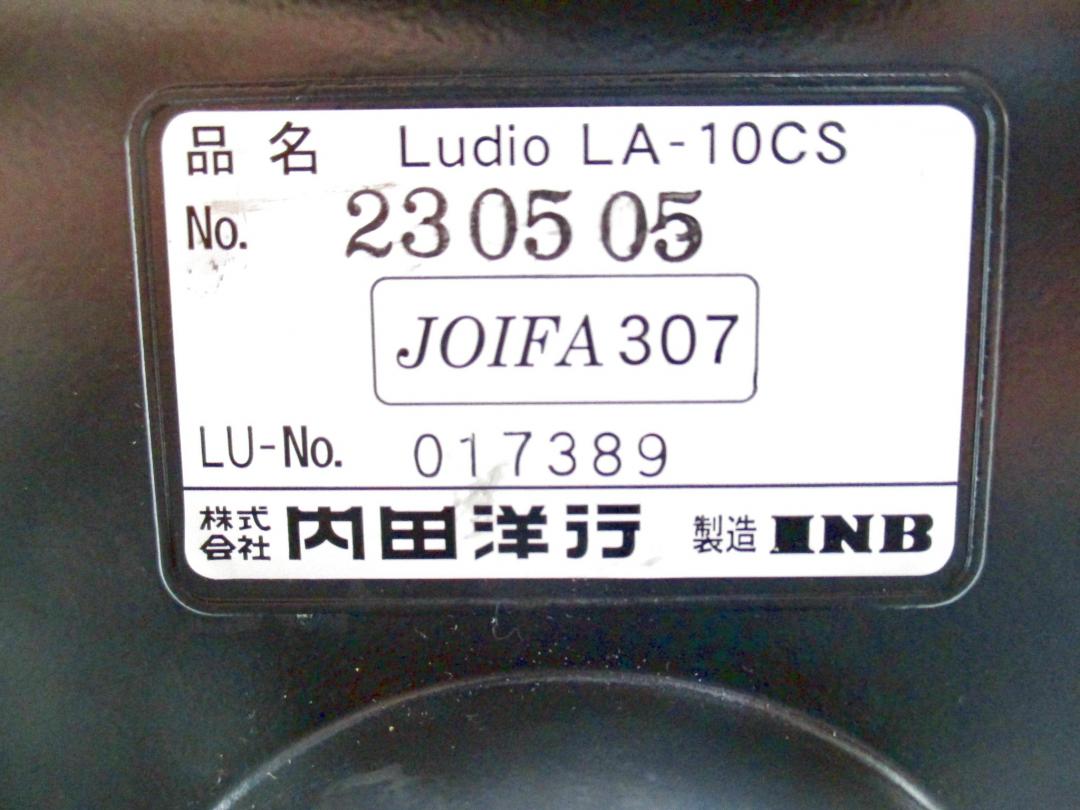 品名 Ludio LA-10CS
No. 230505
JOIFA 307
LU-No. 017389
株式会社 内田洋行 製造 INB